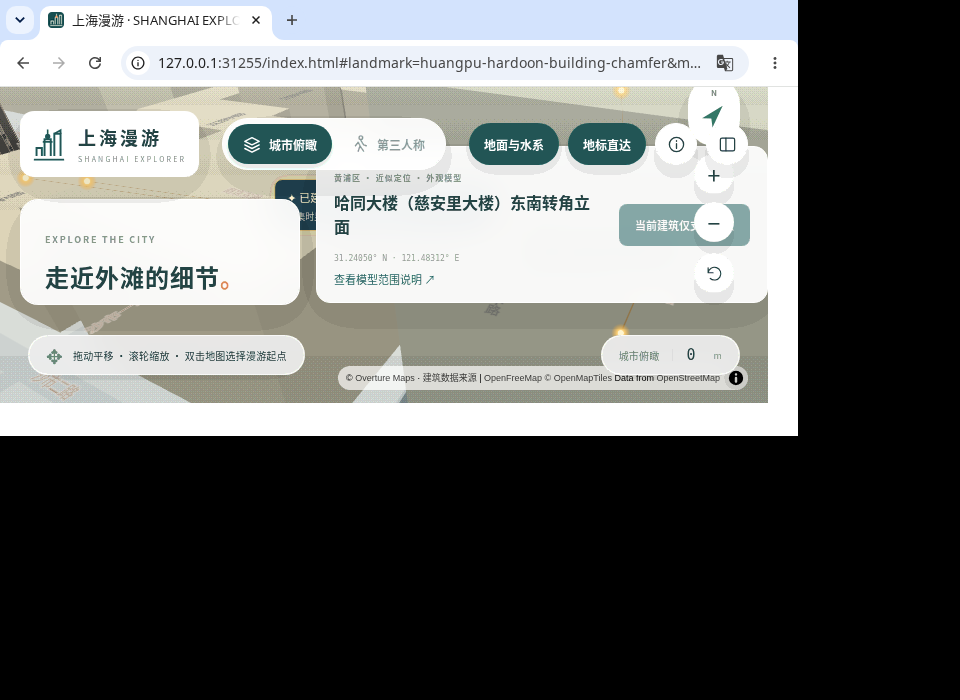 上海漫游 · SHANGHAI EXPLO
127.0.0.1:31255/index.html#landmark=huangpu-hardoon-building-chamfer&m...
上海漫游
SHANGHAI EXPLORER
城市俯瞰
第三人称
地面与水系
地标直达
N
黄浦区 · 近似定位 · 外观模型
哈同大楼（慈安里大楼）东南转角立
面
31.24050° N · 121.48312° E
查看模型范围说明 ↗
当前建筑仅
已建
集时
EXPLORE THE CITY
走近外滩的细节。
路
拖动平移 · 滚轮缩放 · 双击地图选择漫游起点
城市俯瞰 0 m
© Overture Maps · 建筑数据来源 | OpenFreeMap © OpenMapTiles Data from OpenStreetMap